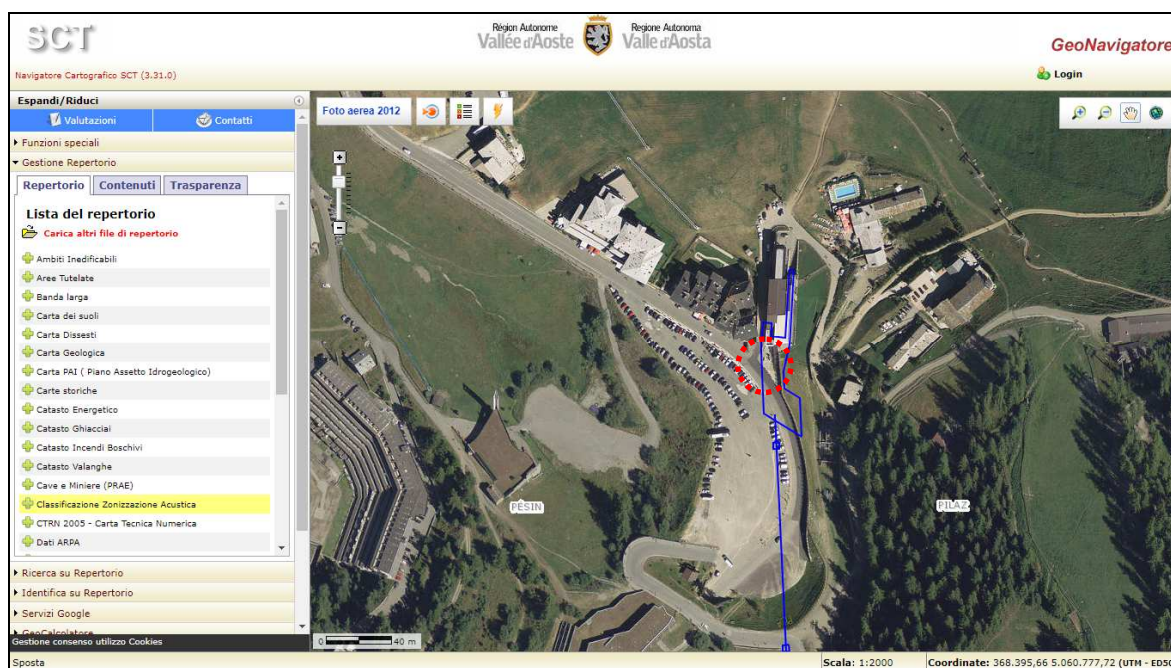 SCT
Région Autonome
Vallée d'Aoste
Regione Autonoma
Valle d'Aosta
GeoNavigatore
Navigatore Cartografico SCT (3.31.0)
Login
Espandi/Riduci
Valutazioni
Contatti
Funzioni speciali
Gestione Repertorio
Repertorio
Contenuti
Trasparenza
Lista del repertorio
Carica altri file di repertorio
Ambiti Inedificabili
Aree Tutelate
Banda larga
Carta dei suoli
Carta Dissesti
Carta Geologica
Carta PAI ( Piano Assetto Idrogeologico)
Carte storiche
Catasto Energetico
Catasto Ghiacciai
Catasto Incendi Boschivi
Catasto Valanghe
Cave e Miniere (PRAE)
Classificazione Zonizzazione Acustica
CTRN 2005 - Carta Tecnica Numerica
Dati ARPA
Ricerca su Repertorio
Identifica su Repertorio
Servizi Google
GeoCalcolatore
Gestione consenso utilizzo Cookies
Sposta
Foto aerea 2012
PÉSIN
PILAZ
0 40 m
Scala: 1:2000
Coordinate: 368.395,66 5.060.777,72 (UTM - ED50